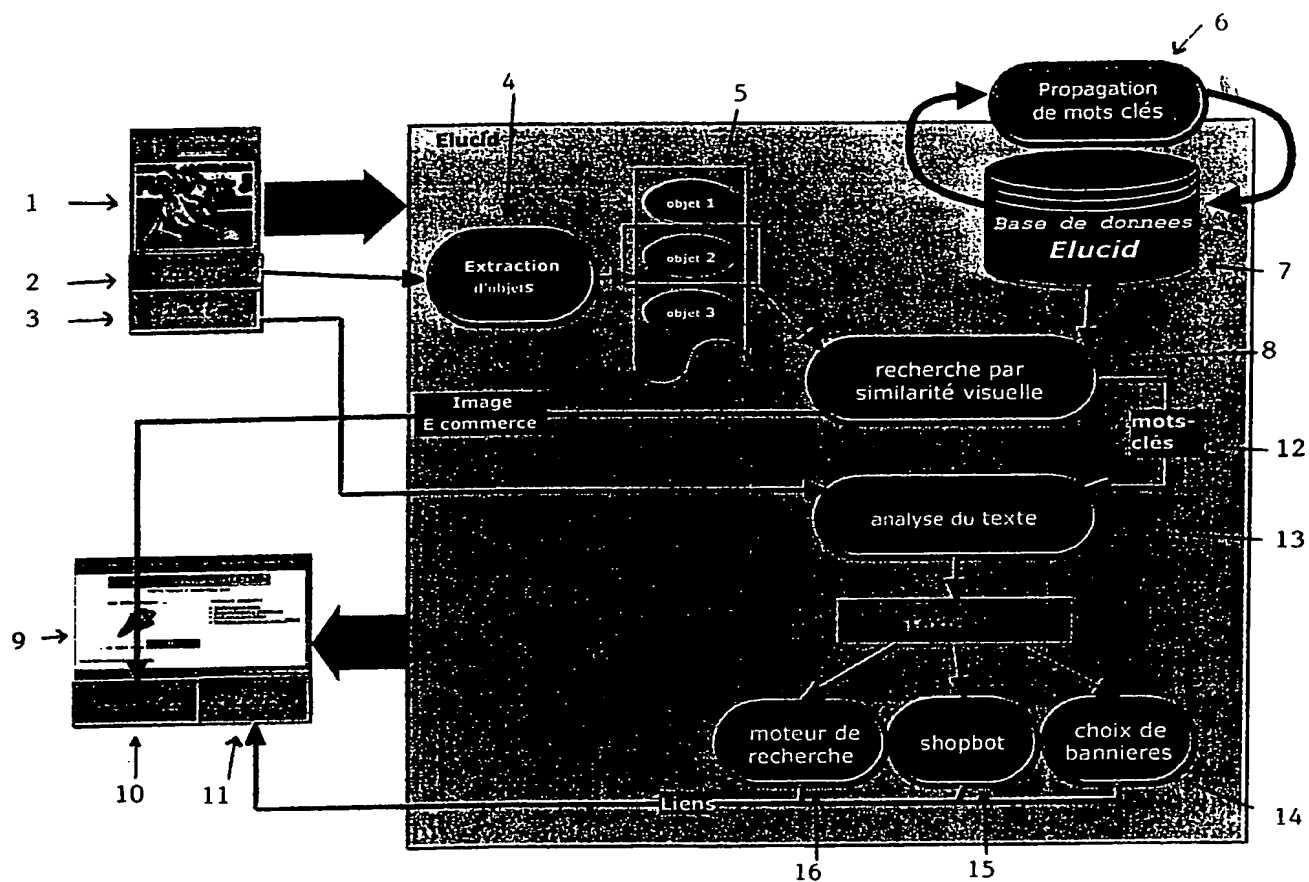 6
Propagation
de mots clés
4
5
Elucid
1
objet 1
Base de donnees
Elucid
Extraction
d'objets
objet 2
2
7
3
objet 3
8
recherche par
similarité visuelle
Image
E commerce
mots-
clés
12
analyse du texte
13
9
moteur de
recherche
shopbot
choix de
bannieres
10
11
Liens
14
16
15